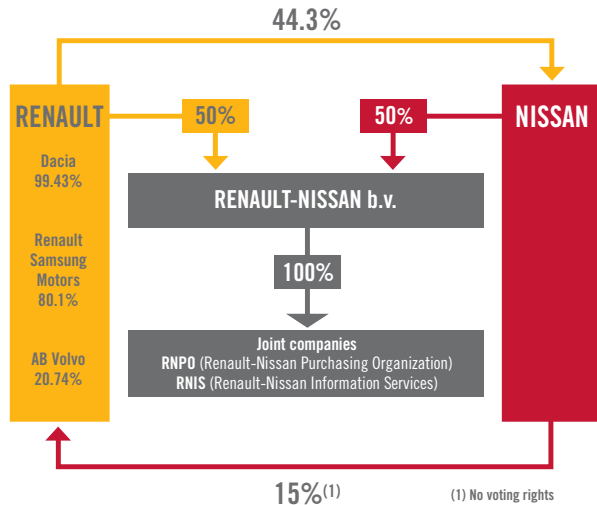 44.3%
RENAULT
50%
50%
NISSAN
Dacia
99.43%
RENAULT-NISSAN b.v.
Renault
Samsung
Motors
80.1%
100%
Joint companies
RNPO (Renault-Nissan Purchasing Organization)
RNIS (Renault-Nissan Information Services)
AB Volvo
20.74%
15%(1)
(1) No voting rights